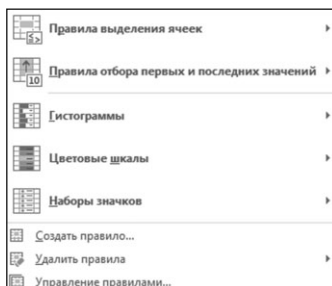 Правила выделения ячеек
Правила отбора первых и последних значений
10
Гистограммы
Цветовые шкалы
Наборы значков
Создать правило...
Удалить правила
Управление правилами...